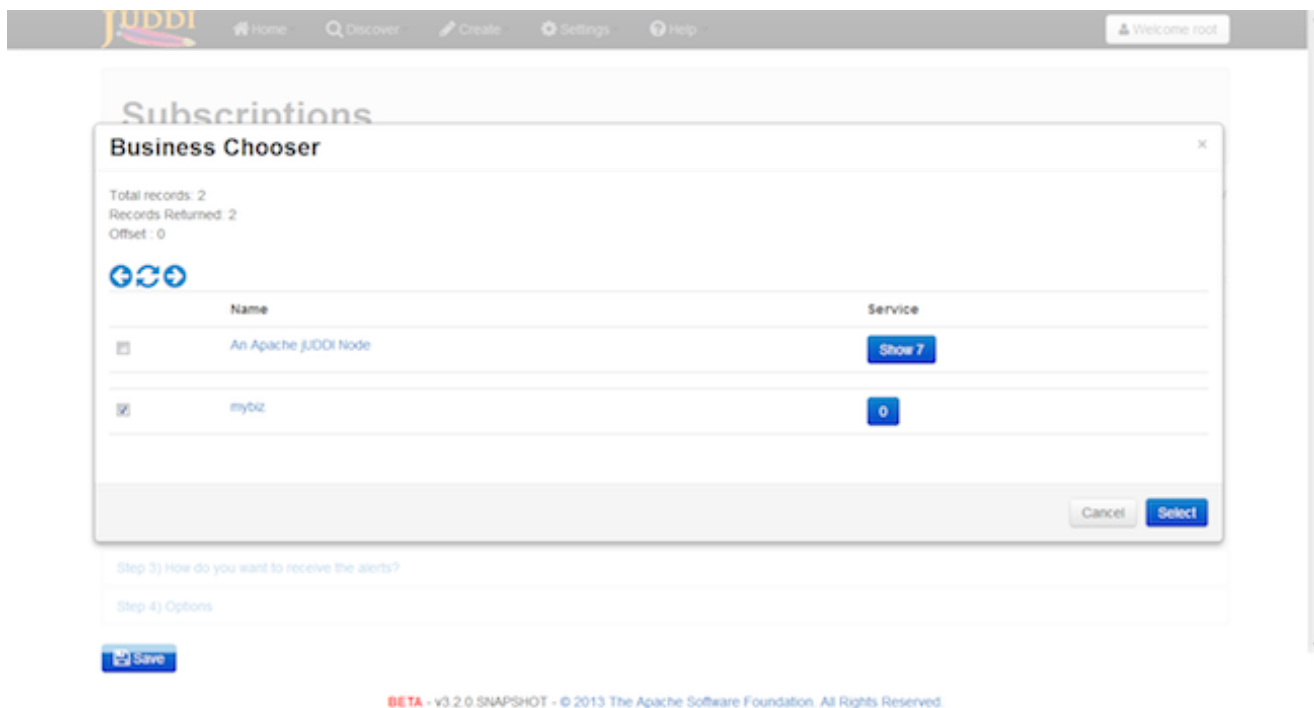 jUDDI Home Discover Create Settings Help Welcome root
Subscriptions
Business Chooser ×
Total records: 2
Records Returned: 2
Offset : 0
Name Service
An Apache jUDDI Node Show 7
mybiz 0
Cancel Select
Step 3) How do you want to receive the alerts?
Step 4) Options
Save
BETA - v3.2.0.SNAPSHOT - © 2013 The Apache Software Foundation. All Rights Reserved.